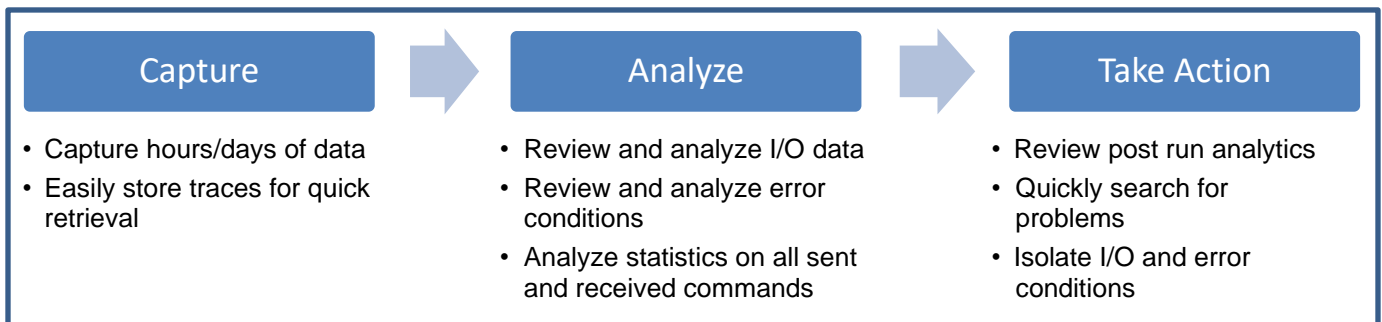 Capture
• Capture hours/days of data
• Easily store traces for quick
retrieval
Analyze
• Review and analyze I/O data
• Review and analyze error
conditions
• Analyze statistics on all sent
and received commands
Take Action
• Review post run analytics
• Quickly search for
problems
• Isolate I/O and error
conditions